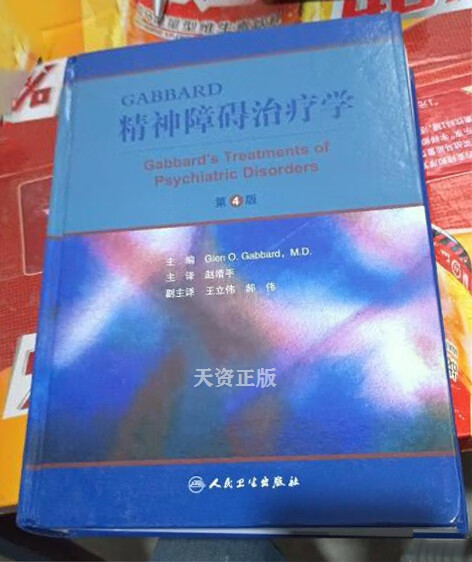 GABBARD
精神障碍治疗学
Gabbard's Treatments of
Psychiatric Disorders
第4版
主 编 Glen O. Gabbard, M.D.
主 译 赵靖平
副主译 王立伟 郝 伟
天资正版
人民卫生出版社